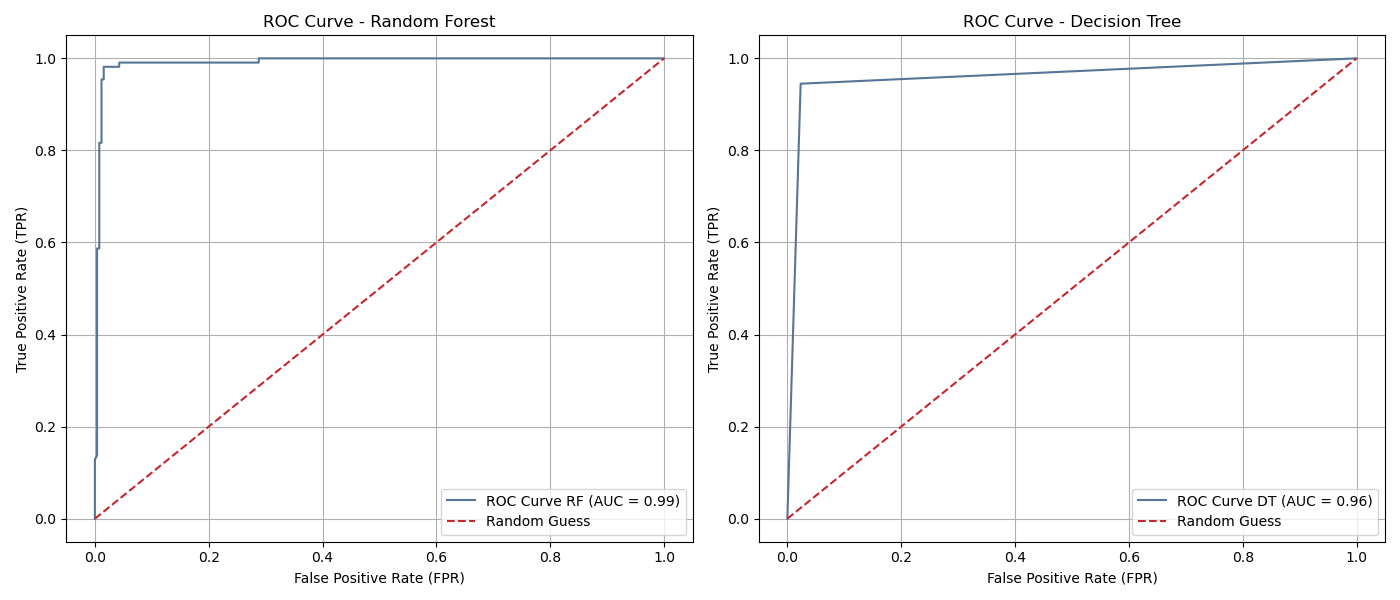 ROC Curve - Random Forest
True Positive Rate (TPR)
1.0
0.8
0.6
0.4
0.2
0.0
0.0 0.2 0.4 0.6 0.8 1.0
False Positive Rate (FPR)
ROC Curve RF (AUC = 0.99)
Random Guess
ROC Curve - Decision Tree
True Positive Rate (TPR)
1.0
0.8
0.6
0.4
0.2
0.0
0.0 0.2 0.4 0.6 0.8 1.0
False Positive Rate (FPR)
ROC Curve DT (AUC = 0.96)
Random Guess